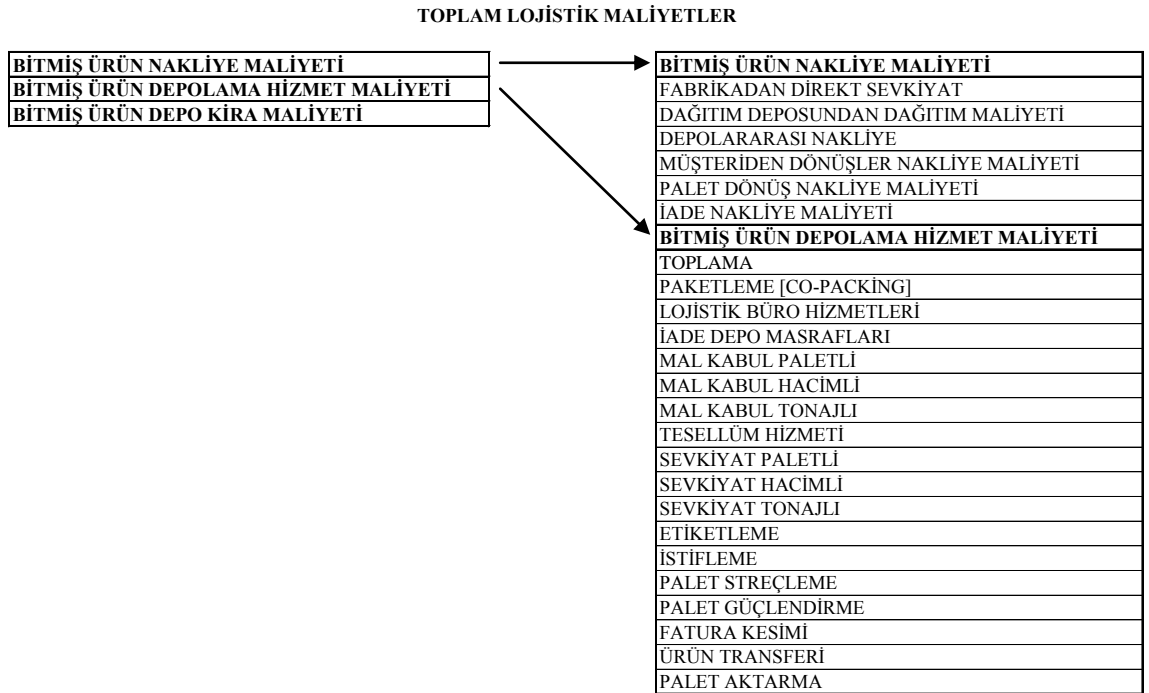 TOPLAM LOJİSTİK MALİYETLER
BİTMİŞ ÜRÜN NAKLİYE MALİYETİ
BİTMİŞ ÜRÜN DEPOLAMA HİZMET MALİYETİ
BİTMİŞ ÜRÜN DEPO KİRA MALİYETİ
BİTMİŞ ÜRÜN NAKLİYE MALİYETİ
FABRİKADAN DİREKT SEVKİYAT
DAĞITIM DEPOSUNDAN DAĞITIM MALİYETİ
DEPOLARARASI NAKLİYE
MÜŞTERİDEN DÖNÜŞLER NAKLİYE MALİYETİ
PALET DÖNÜŞ NAKLİYE MALİYETİ
İADE NAKLİYE MALİYETİ
BİTMİŞ ÜRÜN DEPOLAMA HİZMET MALİYETİ
TOPLAMA
PAKETLEME [CO-PACKİNG]
LOJİSTİK BÜRO HİZMETLERİ
İADE DEPO MASRAFLARI
MAL KABUL PALETLİ
MAL KABUL HACİMLİ
MAL KABUL TONAJLI
TESELLÜM HİZMETİ
SEVKİYAT PALETLİ
SEVKİYAT HACİMLİ
SEVKİYAT TONAJLI
ETİKETLEME
İSTİFLEME
PALET STREÇLEME
PALET GÜÇLENDİRME
FATURA KESİMİ
ÜRÜN TRANSFERİ
PALET AKTARMA